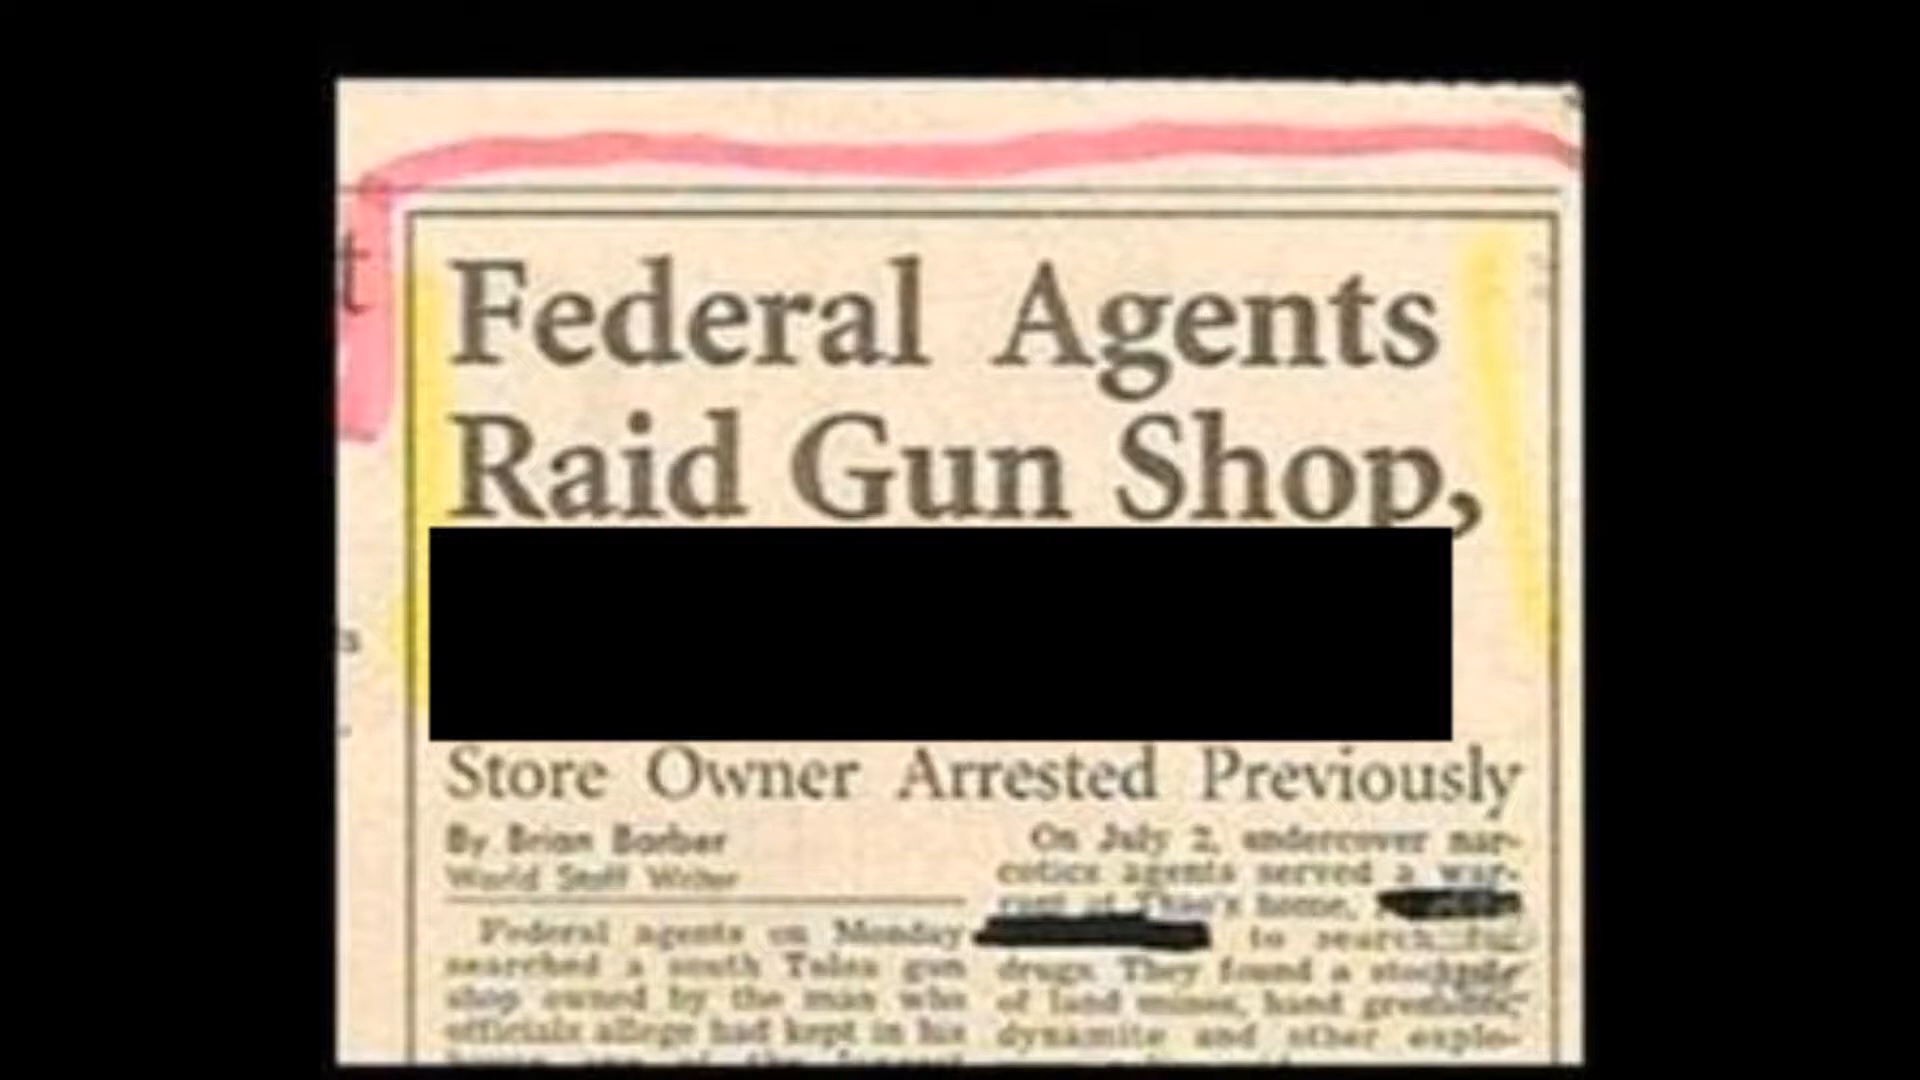 t
Federal Agents
Raid Gun Shop,
s
Store Owner Arrested Previously
By Brian Barber
World Staff Writer
Federal agents on Monday
searched a south Tulsa gun
shop owned by the man who
officials allege had kept in his
On July 2, undercover nar-
cotics agents served a war-
rant at home,
to search for
drugs. They found a stockpile
of land mines, hand grenades,
dynamite and other explo-